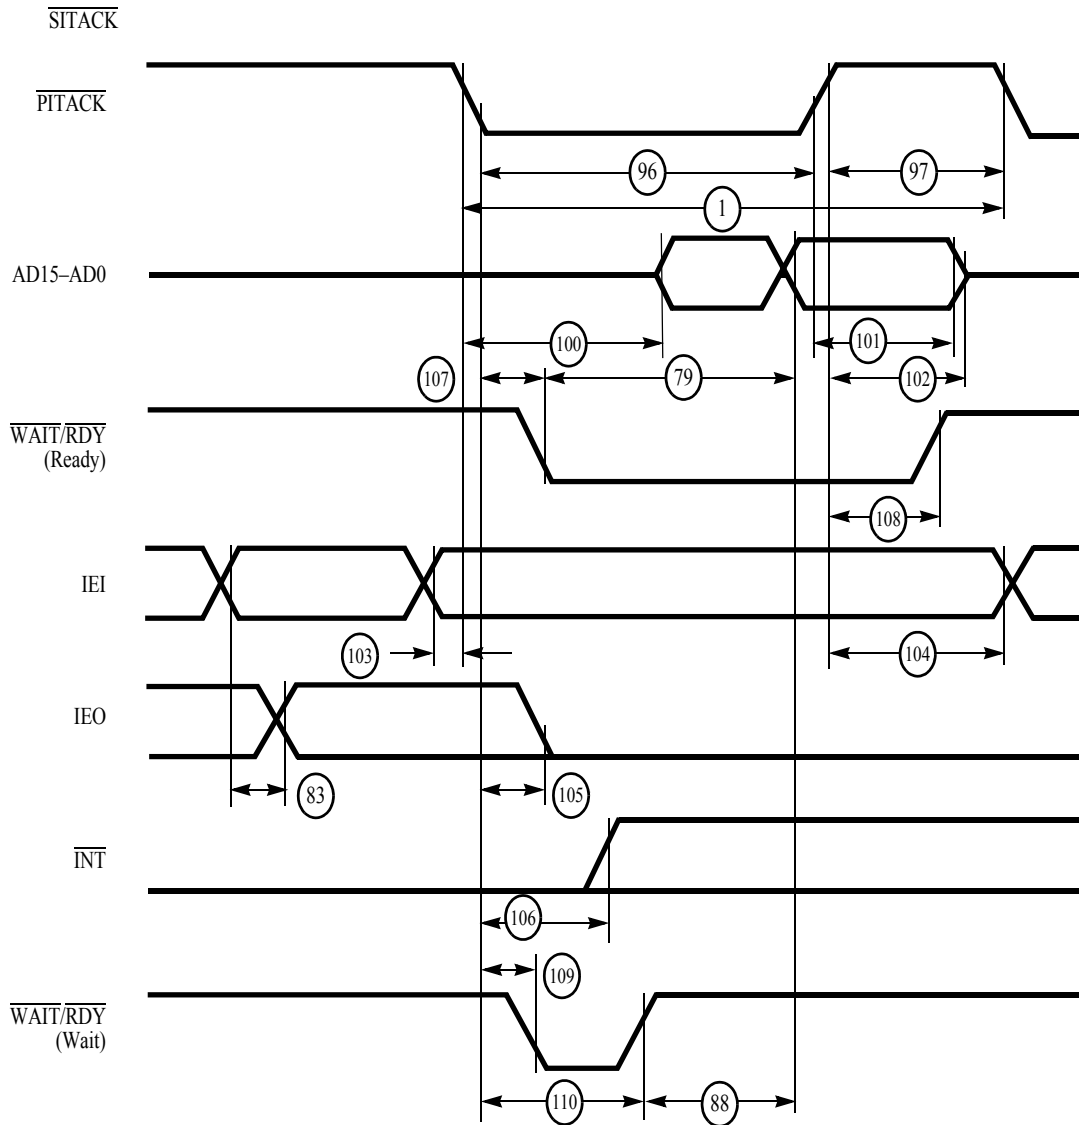 SITACK
PITACK
96
97
1
AD15–AD0
100
101
107
79
102
WAIT/RDY
(Ready)
108
IEI
103
104
IEO
83
105
INT
106
109
WAIT/RDY
(Wait)
110
88